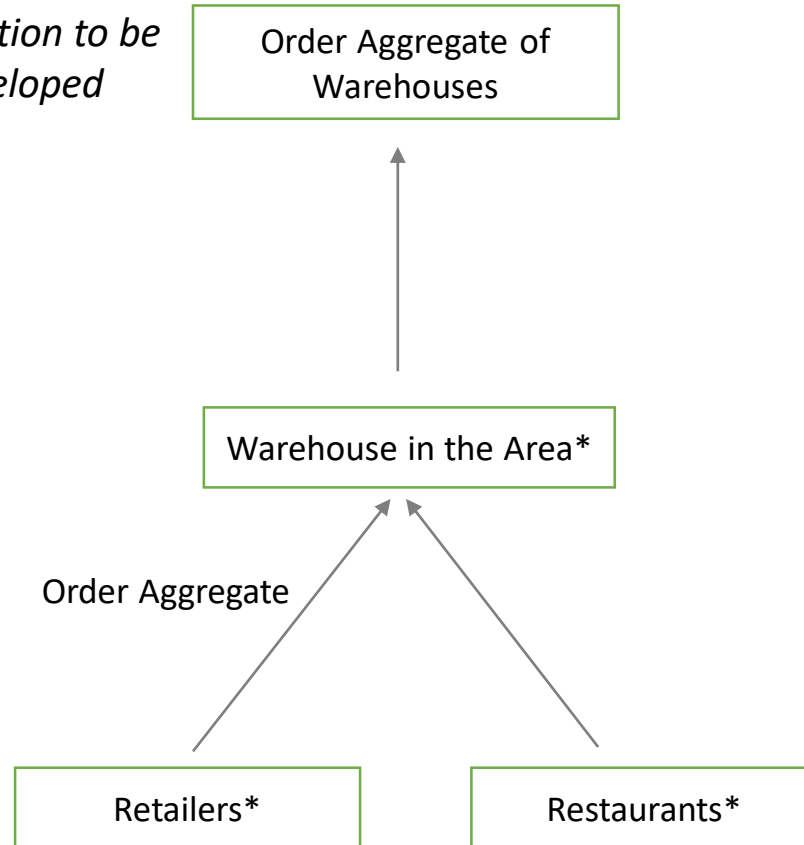 tion to be
eloped
Order Aggregate of
Warehouses
Warehouse in the Area*
Order Aggregate
Retailers*
Restaurants*